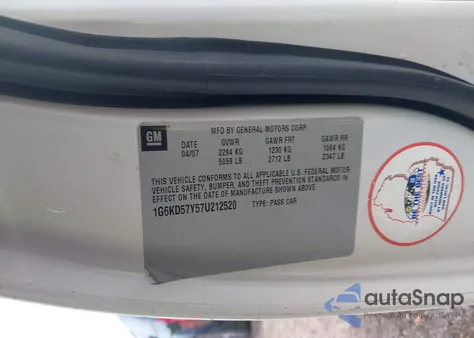 GM
MFD BY GENERAL MOTORS CORP.
DATE GVWR GAWR FRT GAWR RR
04/07 2294 KG 1230 KG 1064 KG
5059 LB 2712 LB 2347 LB
THIS VEHICLE CONFORMS TO ALL APPLICABLE U.S. FEDERAL MOTOR
VEHICLE SAFETY, BUMPER, AND THEFT PREVENTION STANDARDS IN
EFFECT ON THE DATE OF MANUFACTURE SHOWN ABOVE.
1G6KD57Y57U212520 TYPE: PASS CAR
autoSnap